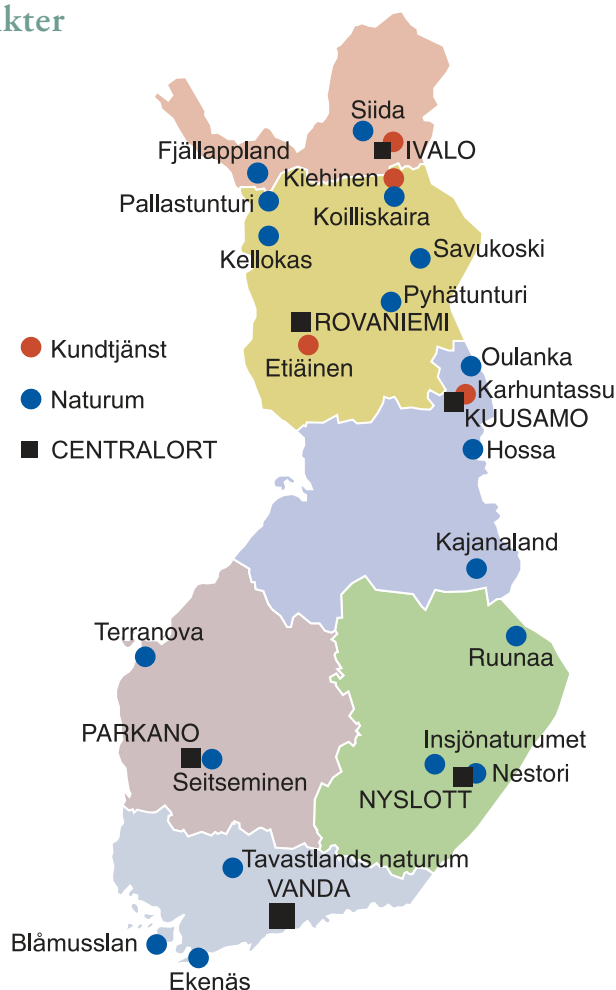 kter
Siida
IVALO
Fjällappland
Kiehinen
Pallastunturi
Koilliskaira
Kellokas
Savukoski
Pyhätunturi
ROVANIEMI
Etiäinen
Kundtjänst
Naturum
CENTRALORT
Oulanka
Karhuntassu
KUUSAMO
Hossa
Kajanaland
Terranova
Ruunaa
PARKANO
Seitseminen
Insjönaturumet
Nestori
NYSLOTT
Tavastlands naturum
VANDA
Blåmusslan
Ekenäs